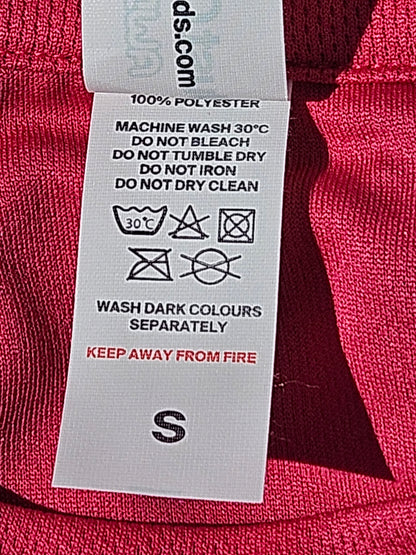 ds.com
100% POLYESTER
MACHINE WASH 30°C
DO NOT BLEACH
DO NOT TUMBLE DRY
DO NOT IRON
DO NOT DRY CLEAN
30°C
WASH DARK COLOURS
SEPARATELY
KEEP AWAY FROM FIRE
S